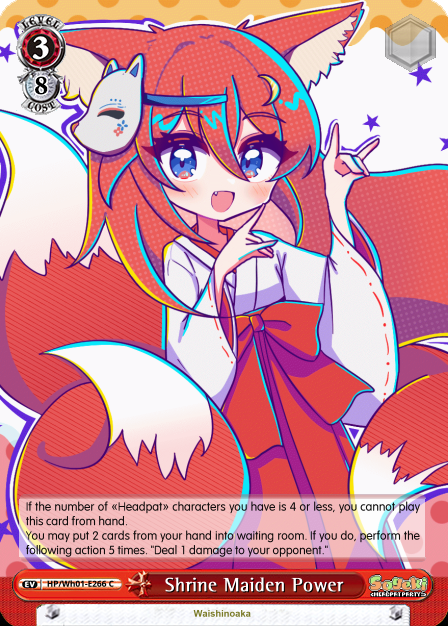 LEVEL
3
8
COST
If the number of «Headpat» characters you have is 4 or less, you cannot play
this card from hand.
You may put 2 cards from your hand into waiting room. If you do, perform the
following action 5 times. "Deal 1 damage to your opponent."
EV HP/Wh01-E266 C Shrine Maiden Power
HEADPAT PARTY
Waishinoaka